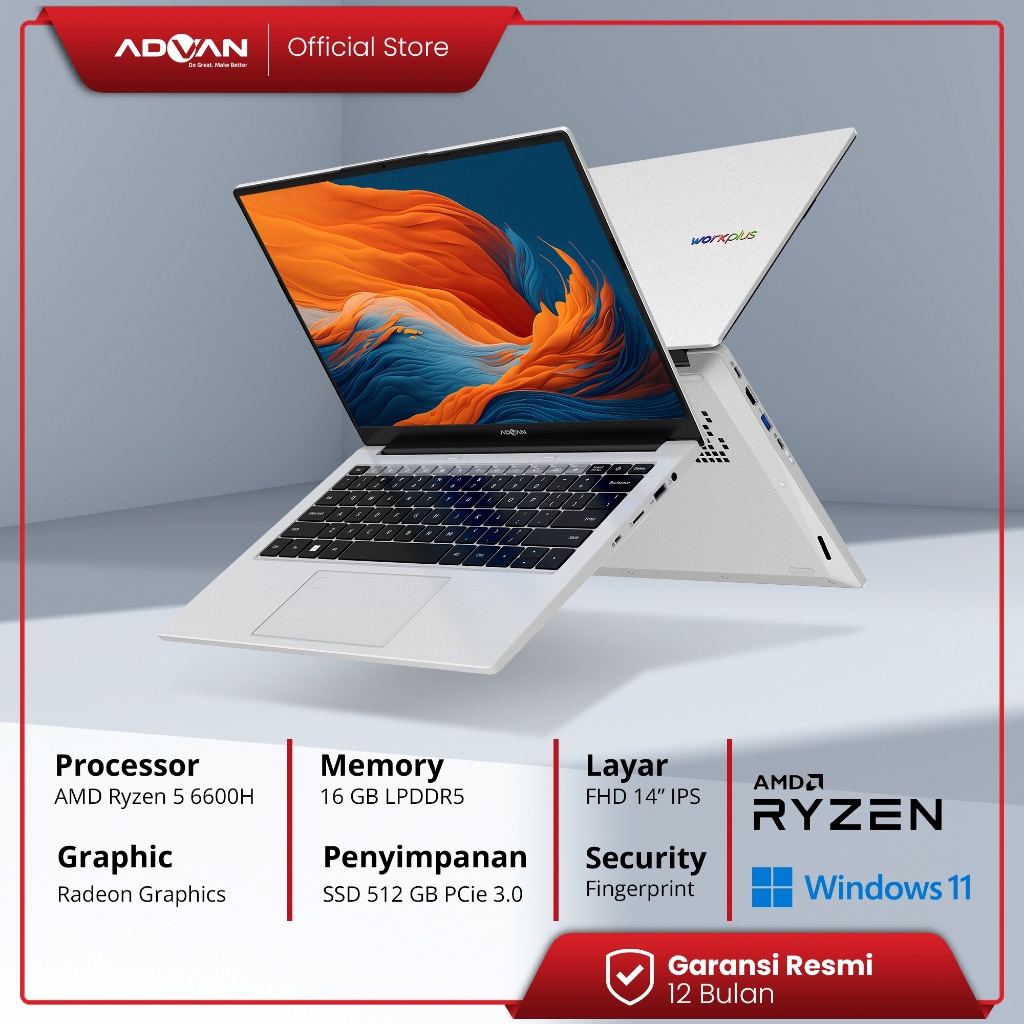 ADVAN
Do Great. Make Better
Official Store
workplus
ADVAN
Processor
AMD Ryzen 5 6600H
Graphic
Radeon Graphics
Memory
16 GB LPDDR5
Penyimpanan
SSD 512 GB PCie 3.0
Layar
FHD 14” IPS
Security
Fingerprint
AMD
RYZEN
Windows 11
Garansi Resmi
12 Bulan